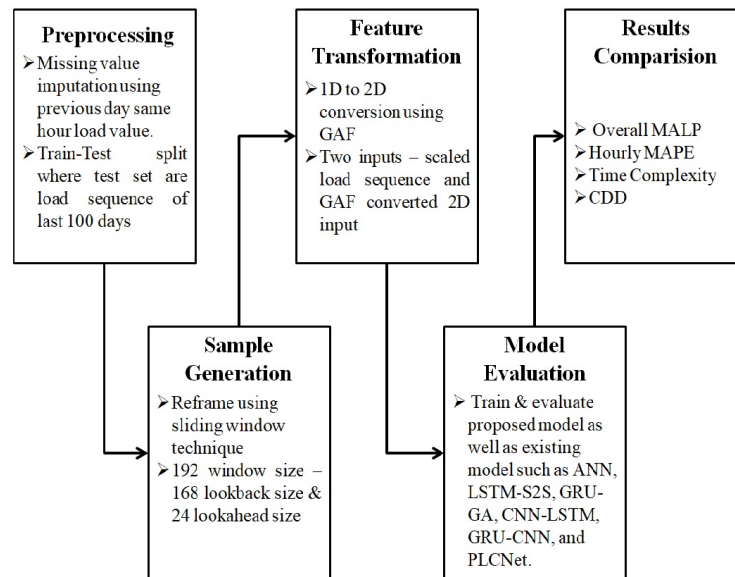 Preprocessing
➢Missing value
imputation using
previous day same
hour load value.
➢Train-Test split
where test set are
load sequence of
last 100 days
Sample
Generation
➢Reframe using
sliding window
technique
➢192 window size –
168 lookback size &
24 lookahead size
Feature
Transformation
➢1D to 2D
conversion using
GAF
➢Two inputs – scaled
load sequence and
GAF converted 2D
input
Model
Evaluation
➢ Train & evaluate
proposed model as
well as existing
model such as ANN,
LSTM-S2S, GRU-
GA, CNN-LSTM,
GRU-CNN, and
PLCNet.
Results
Comparision
➢ Overall MALP
➢Hourly MAPE
➢Time Complexity
➢CDD